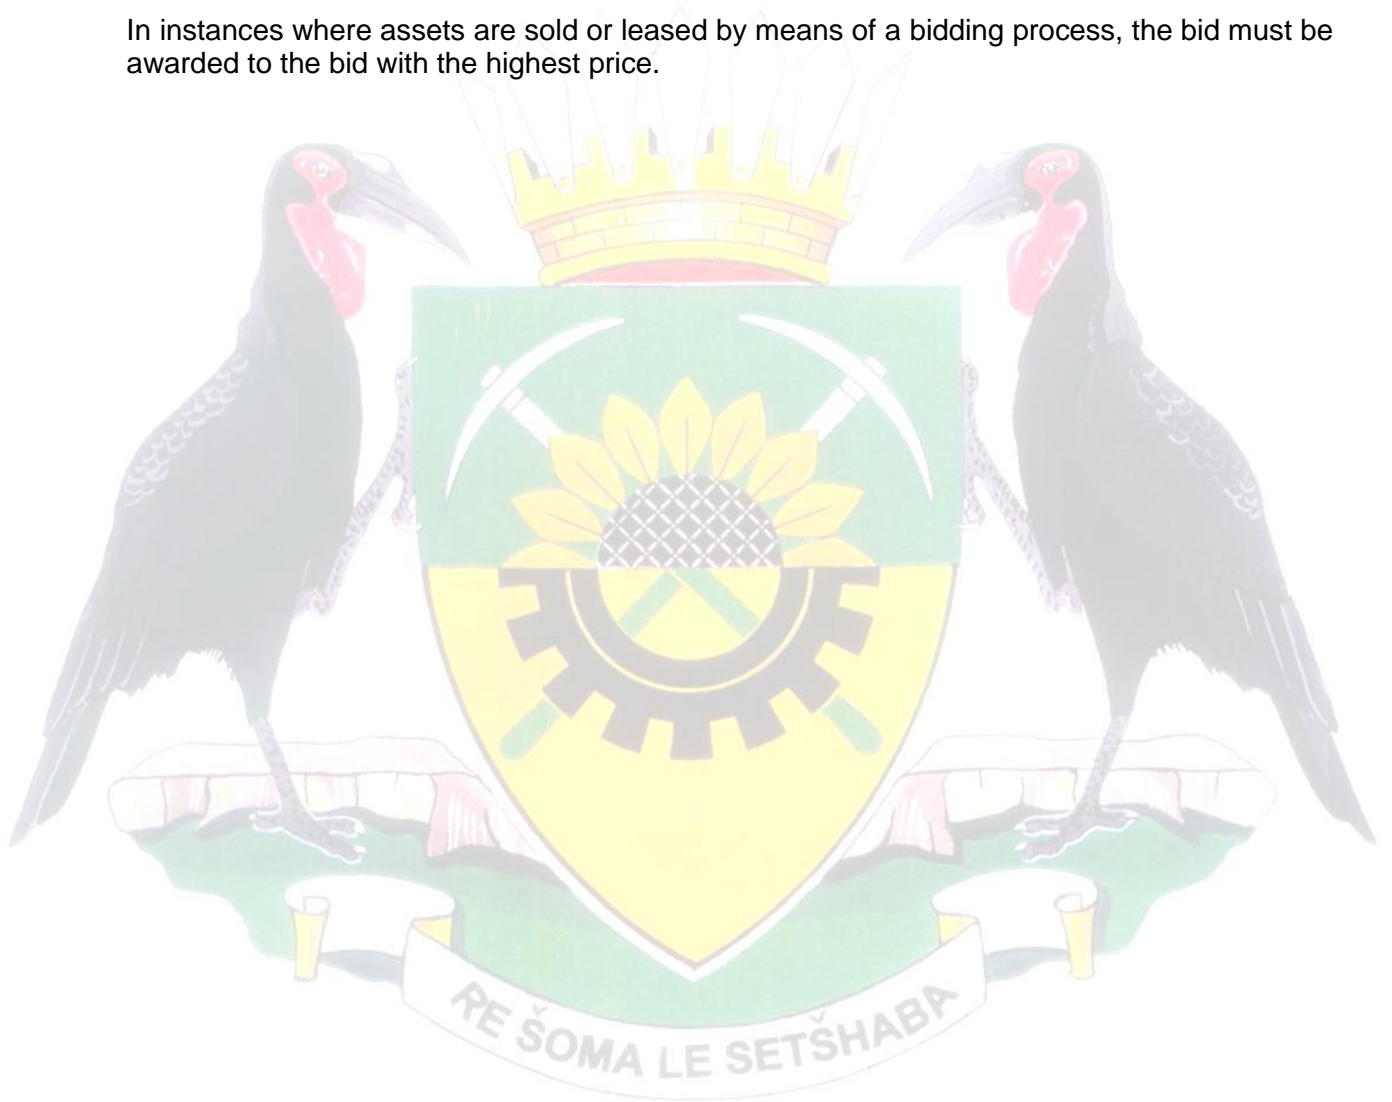 In instances where assets are sold or leased by means of a bidding process, the bid must be
awarded to the bid with the highest price.
RE ŠOMA LE SETŠHABA